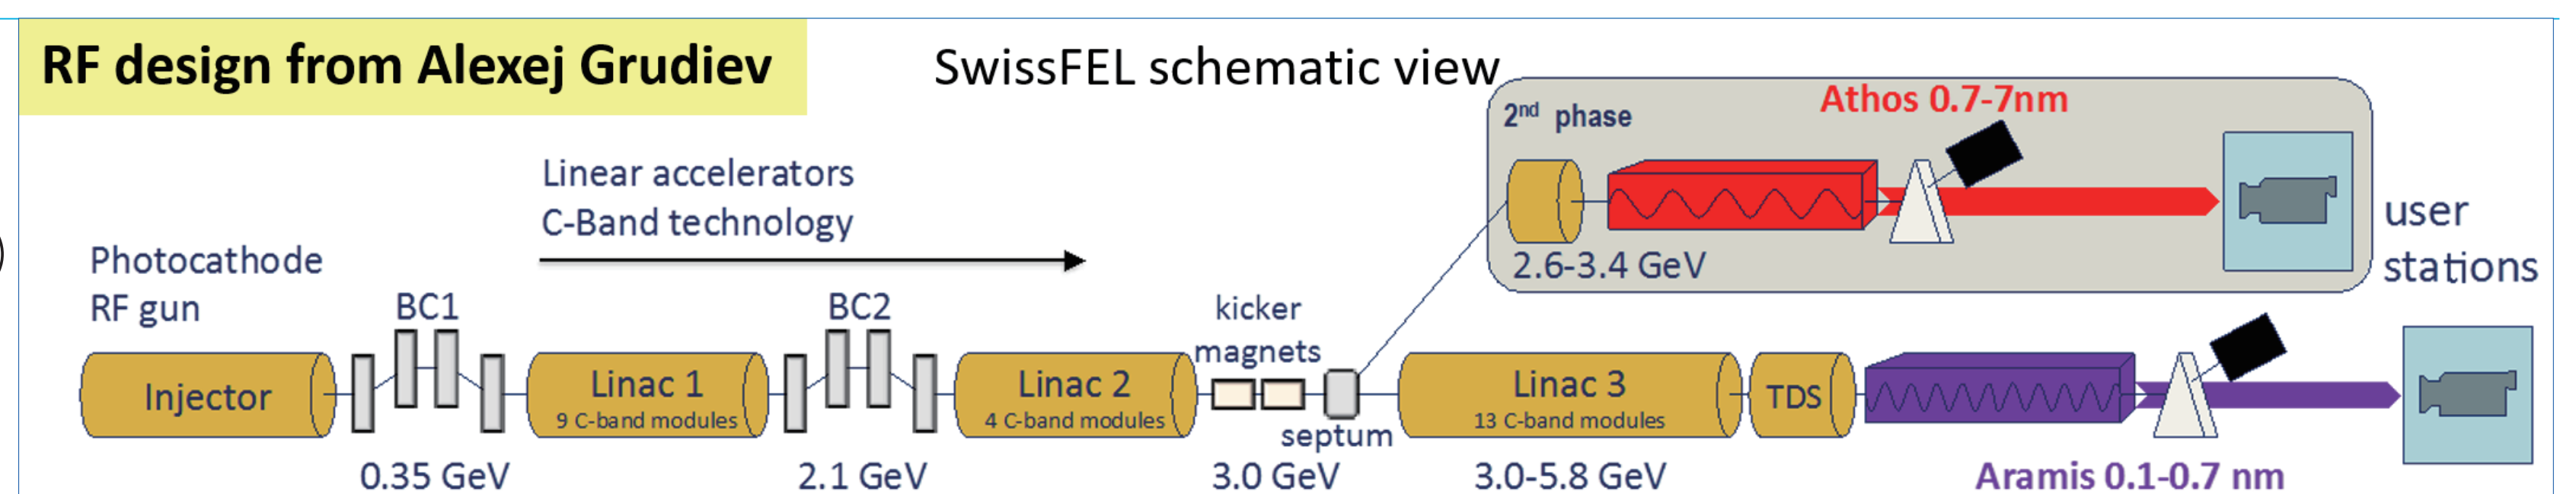 RF design from Alexej Grudiev
SwissFEL schematic view
2nd phase
Athos 0.7-7nm
Linear accelerators
C-Band technology
user
stations
2.6-3.4 GeV
Photocathode
RF gun
BC1
BC2
kicker
magnets
Injector
Linac 1
9 C-band modules
Linac 2
4 C-band modules
septum
Linac 3
13 C-band modules
TDS
0.35 GeV
2.1 GeV
3.0 GeV
3.0-5.8 GeV
Aramis 0.1-0.7 nm